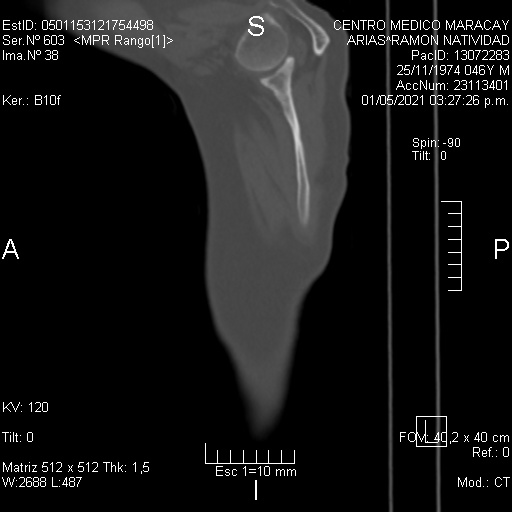 EstID: 0501153121754498
Ser.Nº 603 <MPR Rango[1]>
Ima.Nº 38
Ker.: B10f
S
CENTRO MEDICO MARACAY
ARIAS^RAMON NATIVIDAD
PacID: 13072283
25/11/1974 046Y M
AccNum: 23113401
01/05/2021 03:27:26 p.m.
Spin: -90
Tilt: 0
A
P
KV: 120
Tilt: 0
Matriz 512 x 512 Thk: 1,5
W:2688 L:487
Esc 1=10 mm
I
FOV: 40,2 x 40 cm
Ref.: 0
Mod.: CT